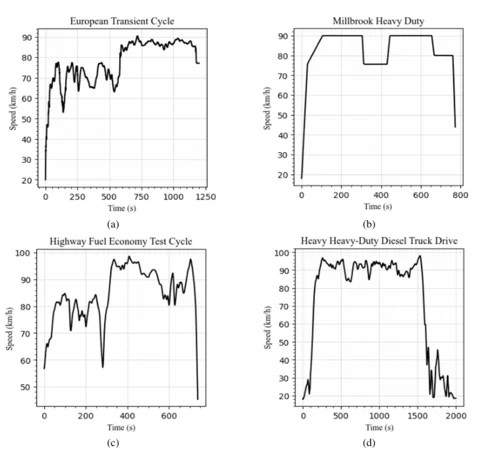 European Transient Cycle
90
80
70
60
50
40
30
20
Speed (km/h)
0 250 500 750 1000 1250
Time (s)
(a)
Millbrook Heavy Duty
90
80
70
60
50
40
30
20
Speed (km/h)
0 200 400 600 800
Time (s)
(b)
Highway Fuel Economy Test Cycle
100
90
80
70
60
50
Speed (km/h)
0 200 400 600
Time (s)
(c)
Heavy Heavy-Duty Diesel Truck Drive
100
90
80
70
60
50
40
30
20
Speed (km/h)
0 500 1000 1500 2000
Time (s)
(d)